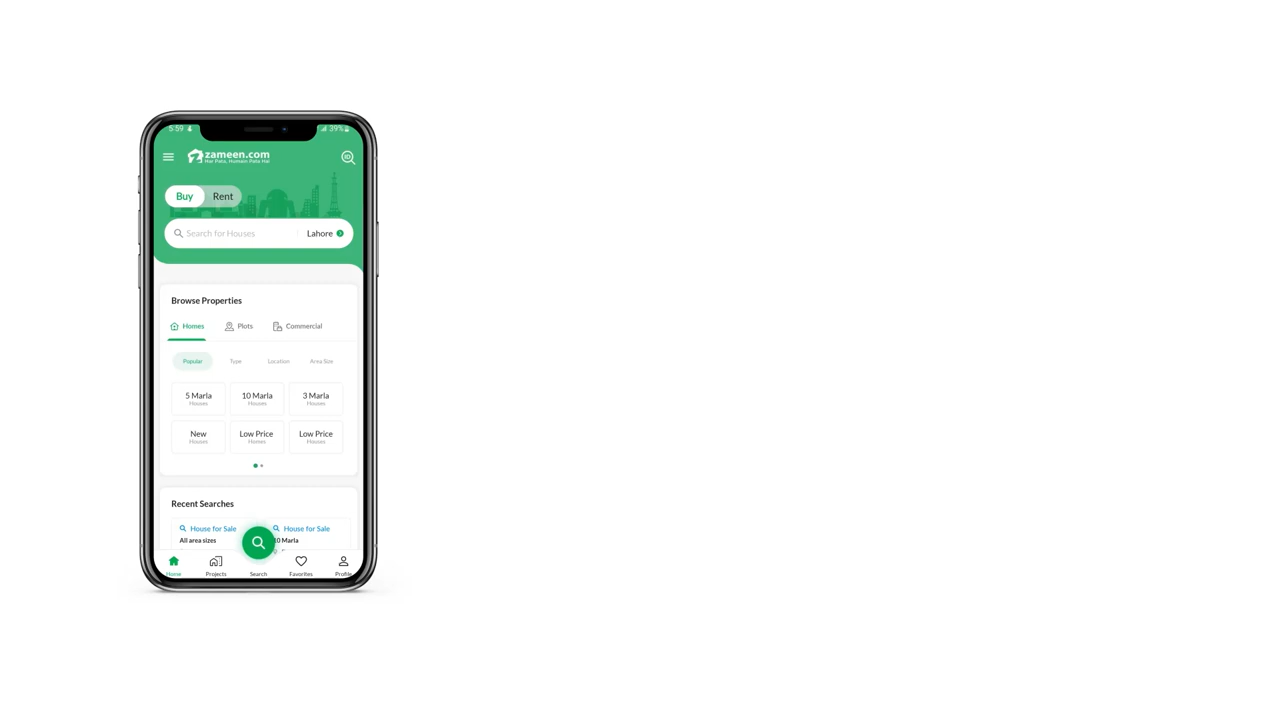 5:59
39%
zameen.com
Har Pata, Humein Pata Hai
ID
Buy Rent
Search for Houses Lahore
Browse Properties
Homes Plots Commercial
Popular Type Location Area Size
5 Marla 10 Marla 3 Marla
Houses Houses Houses
New Low Price Low Price
Houses Homes Houses
Recent Searches
House for Sale House for Sale
All area sizes 10 Marla
Home Projects Search Favorites Profile